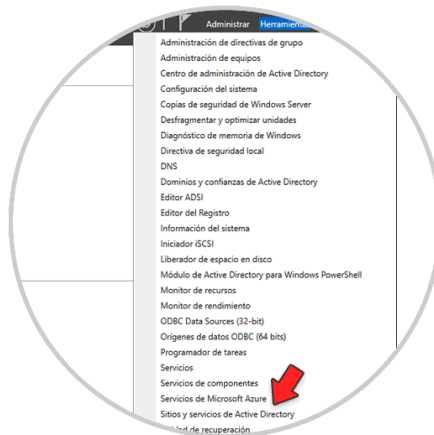 Administrar
Administración de directivas de grupo
Administración de equipos
Centro de administración de Active Directory
Configuración del sistema
Copias de seguridad de Windows Server
Desfragmentar y optimizar unidades
Diagnóstico de memoria de Windows
Directiva de seguridad local
DNS
Dominios y confianzas de Active Directory
Editor ADSI
Editor del Registro
Información del sistema
Iniciador iSCSI
Liberador de espacio en disco
Módulo de Active Directory para Windows PowerShell
Monitor de recursos
Monitor de rendimiento
ODBC Data Sources (32-bit)
Orígenes de datos ODBC (64 bits)
Programador de tareas
Servicios
Servicios de componentes
Servicios de Microsoft Azure
Sitios y servicios de Active Directory
de recuperación